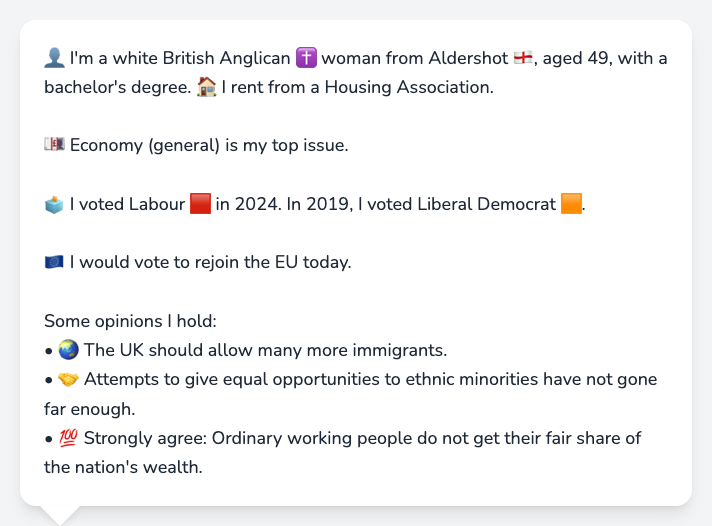 👤 I'm a white British Anglican ✝️ woman from Aldershot 🏴󠁧󠁢󠁥󠁮󠁧󠁿, aged 49, with a
bachelor's degree. 🏠 I rent from a Housing Association.
💷 Economy (general) is my top issue.
🗳️ I voted Labour 🟥 in 2024. In 2019, I voted Liberal Democrat 🟧.
🇪🇺 I would vote to rejoin the EU today.
Some opinions I hold:
• 🌏 The UK should allow many more immigrants.
• 🤝 Attempts to give equal opportunities to ethnic minorities have not gone
far enough.
• 💯 Strongly agree: Ordinary working people do not get their fair share of
the nation's wealth.